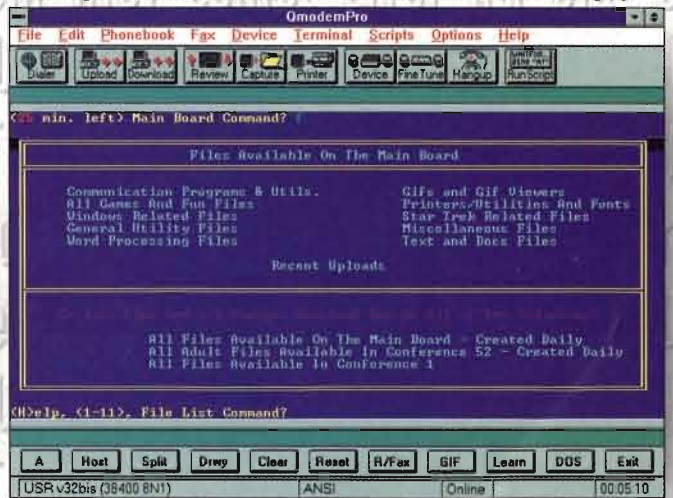 QmodemPro
File Edit Phonebook Fax Device Terminal Scripts Options Help
Dialer Upload Download Review Capture Printer Device Fine Tune Hangup Run Script
min. left> Main Board Command?
Files Available On The Main Board
Communication Programs & Utils. Gifs and Gif Viewers
All Games And Fun Files Printers/Utilities And Fonts
Windows Related Files Star Trek Related Files
General Utility Files Miscellaneous Files
Word Processing Files Text and Docs Files
Recent Uploads
All Files Available On The Main Board - Created Daily
All Adult Files Available In Conference 52 - Created Daily
All Files Available In Conference 1
(H)elp, <1-11>, File List Command?
A Host Split Drwy Clear Reset R/Fax GIF Learn DOS Exit
USR v32bis (38400 8N1) ANSI Online 00:05:10